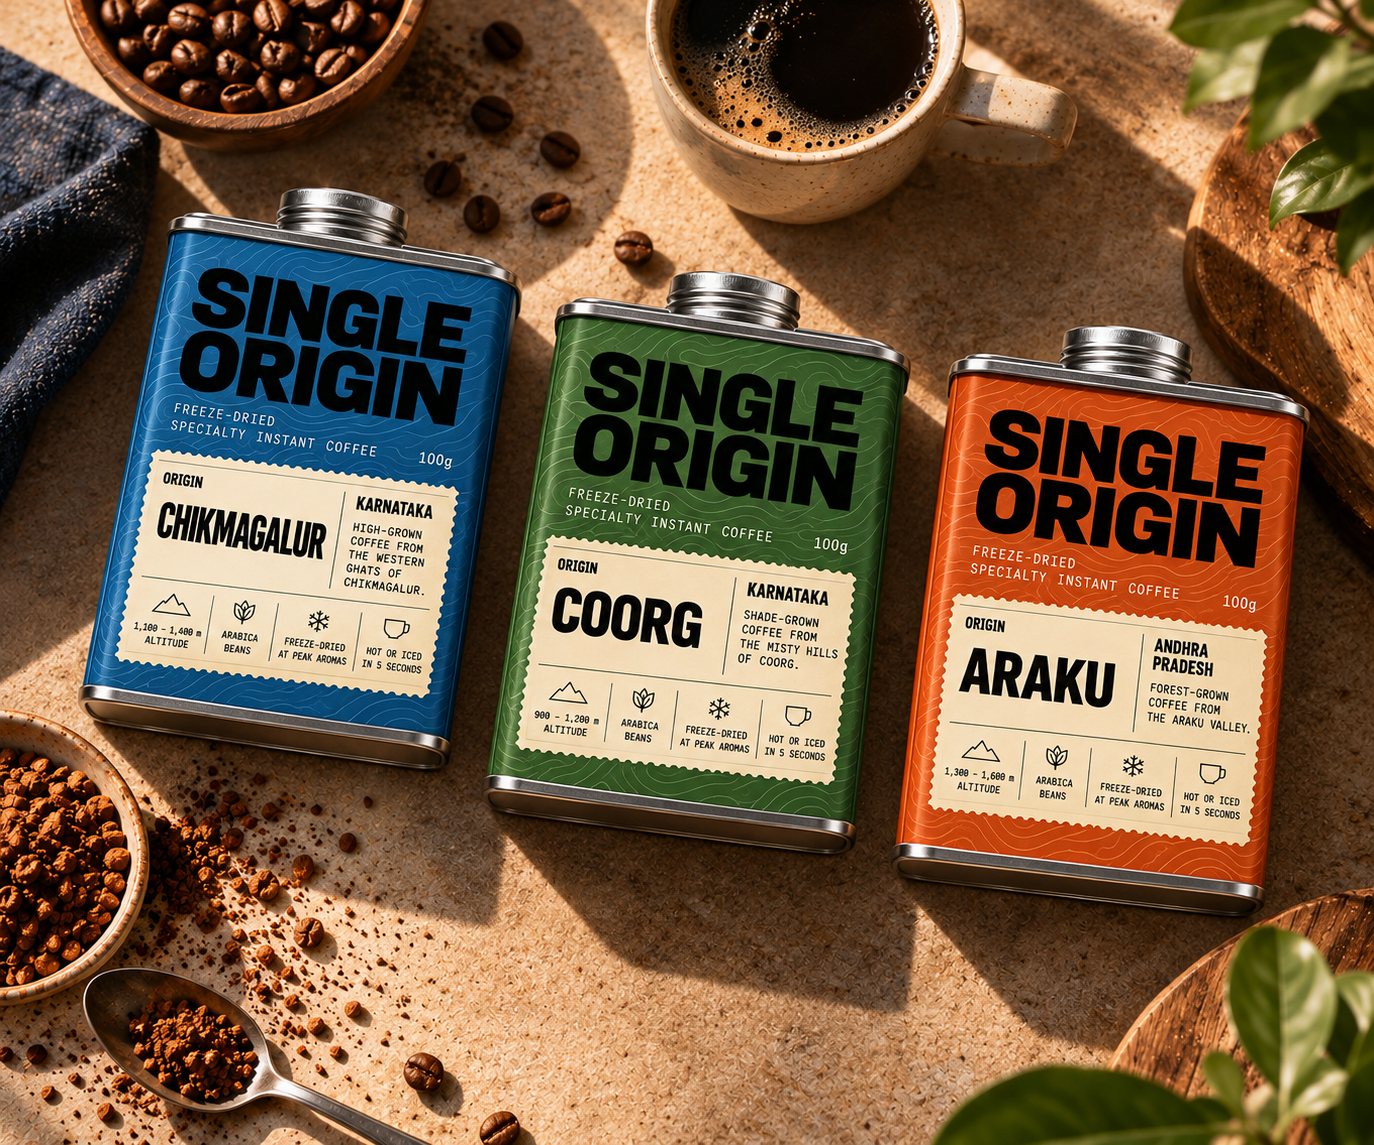 SINGLE
ORIGIN
FREEZE-DRIED
SPECIALTY INSTANT COFFEE
100g
ORIGIN
CHIKMAGALUR
KARNATAKA
HIGH-GROWN
COFFEE FROM
THE WESTERN
GHATS OF
CHIKMAGALUR.
1,100 - 1,400 m
ALTITUDE
ARABICA
BEANS
FREEZE-DRIED
AT PEAK AROMAS
HOT OR ICED
IN 5 SECONDS
SINGLE
ORIGIN
FREEZE-DRIED
SPECIALTY INSTANT COFFEE
100g
ORIGIN
COORG
KARNATAKA
SHADE-GROWN
COFFEE FROM
THE MISTY HILLS
OF COORG.
900 - 1,200 m
ALTITUDE
ARABICA
BEANS
FREEZE-DRIED
AT PEAK AROMAS
HOT OR ICED
IN 5 SECONDS
SINGLE
ORIGIN
FREEZE-DRIED
SPECIALTY INSTANT COFFEE
100g
ORIGIN
ARAKU
ANDHRA
PRADESH
FOREST-GROWN
COFFEE FROM
THE ARAKU VALLEY.
1,300 - 1,600 m
ALTITUDE
ARABICA
BEANS
FREEZE-DRIED
AT PEAK AROMAS
HOT OR ICED
IN 5 SECONDS